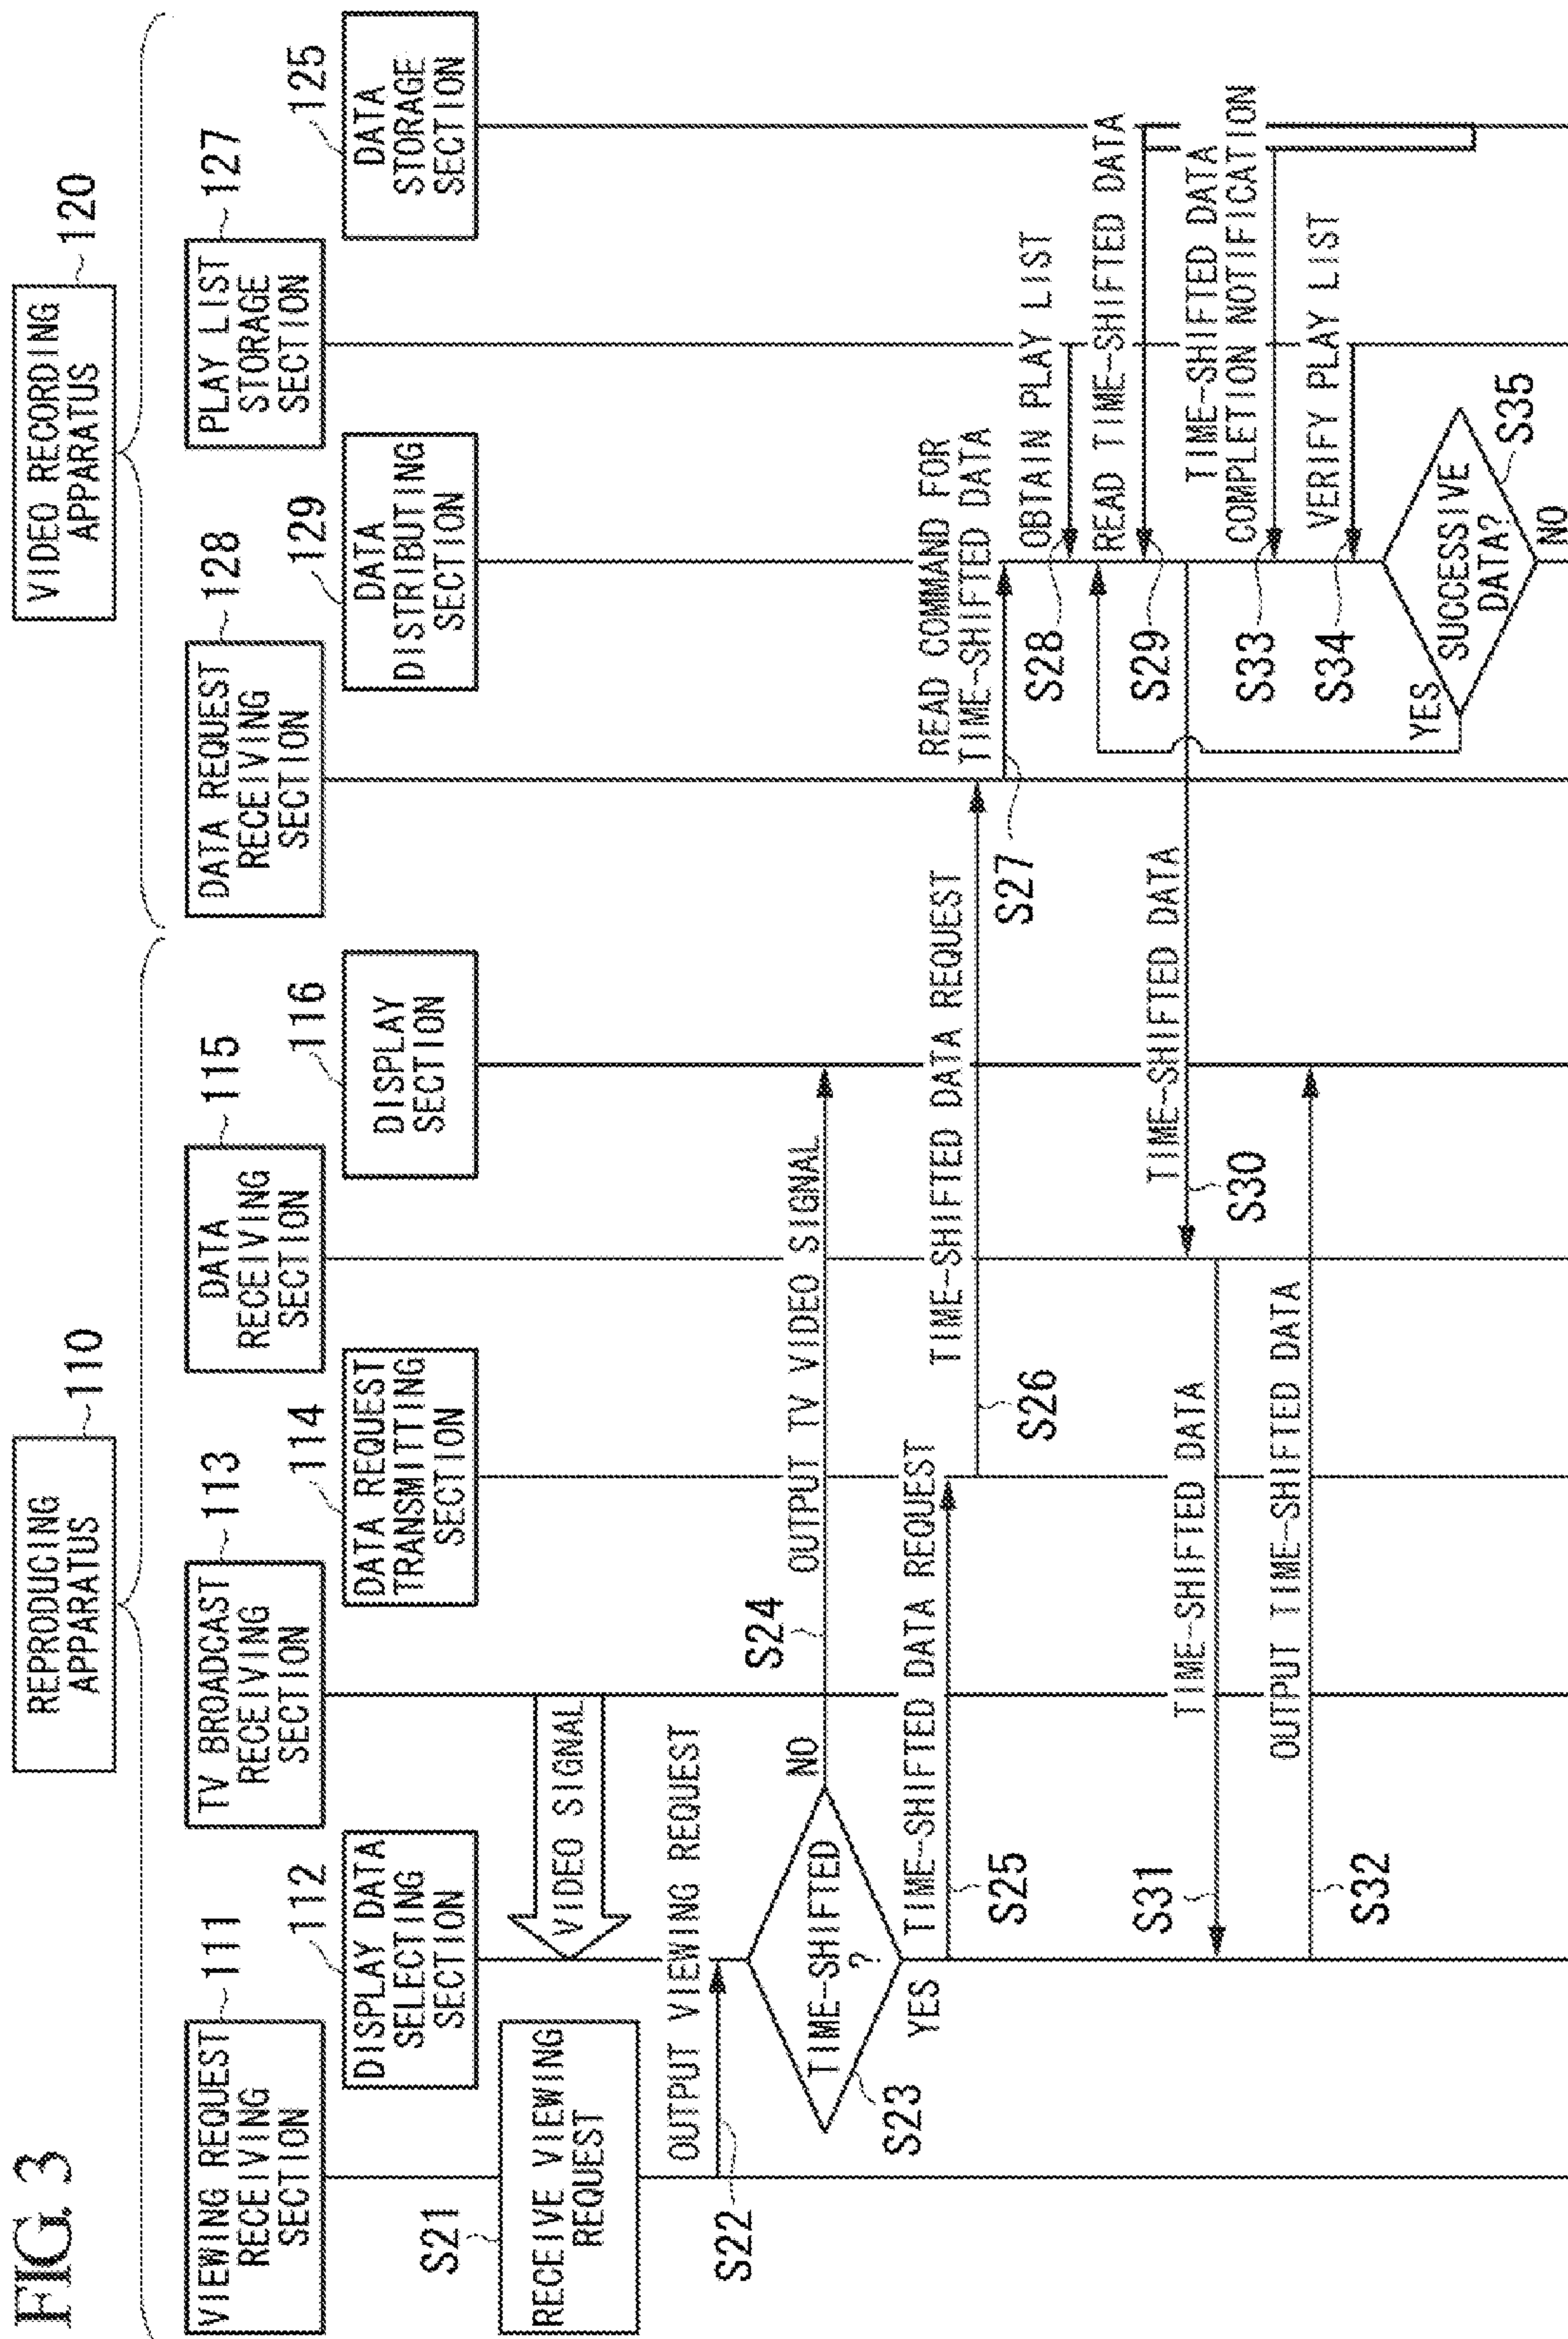 FIG. 3
REPRODUCING
APPARATUS
110
VIDEO RECORDING
APPARATUS
120
VIEWING REQUEST
RECEIVING
SECTION
111
TV BROADCAST
RECEIVING
SECTION
113
DATA
RECEIVING
SECTION
115
DATA REQUEST
RECEIVING
SECTION
128
PLAY LIST
STORAGE
SECTION
127
DISPLAY DATA
SELECTING
SECTION
112
DATA REQUEST
TRANSMITTING
SECTION
114
DISPLAY
SECTION
116
DATA
DISTRIBUTING
SECTION
129
DATA
STORAGE
SECTION
125
S21
RECEIVE VIEWING
REQUEST
VIDEO SIGNAL
OUTPUT VIEWING REQUEST
S22
TIME-SHIFTED
?
S23
NO
YES
S24
OUTPUT TV VIDEO SIGNAL
TIME-SHIFTED DATA REQUEST
S25
TIME-SHIFTED DATA REQUEST
S26
READ COMMAND FOR
TIME-SHIFTED DATA
S27
OBTAIN PLAY LIST
S28
READ TIME-SHIFTED DATA
S29
TIME-SHIFTED DATA
S30
TIME-SHIFTED DATA
S31
TIME-SHIFTED DATA
COMPLETION NOTIFICATION
S33
OUTPUT TIME-SHIFTED DATA
S32
VERIFY PLAY LIST
S34
SUCCESSIVE
DATA?
S35
YES
NO